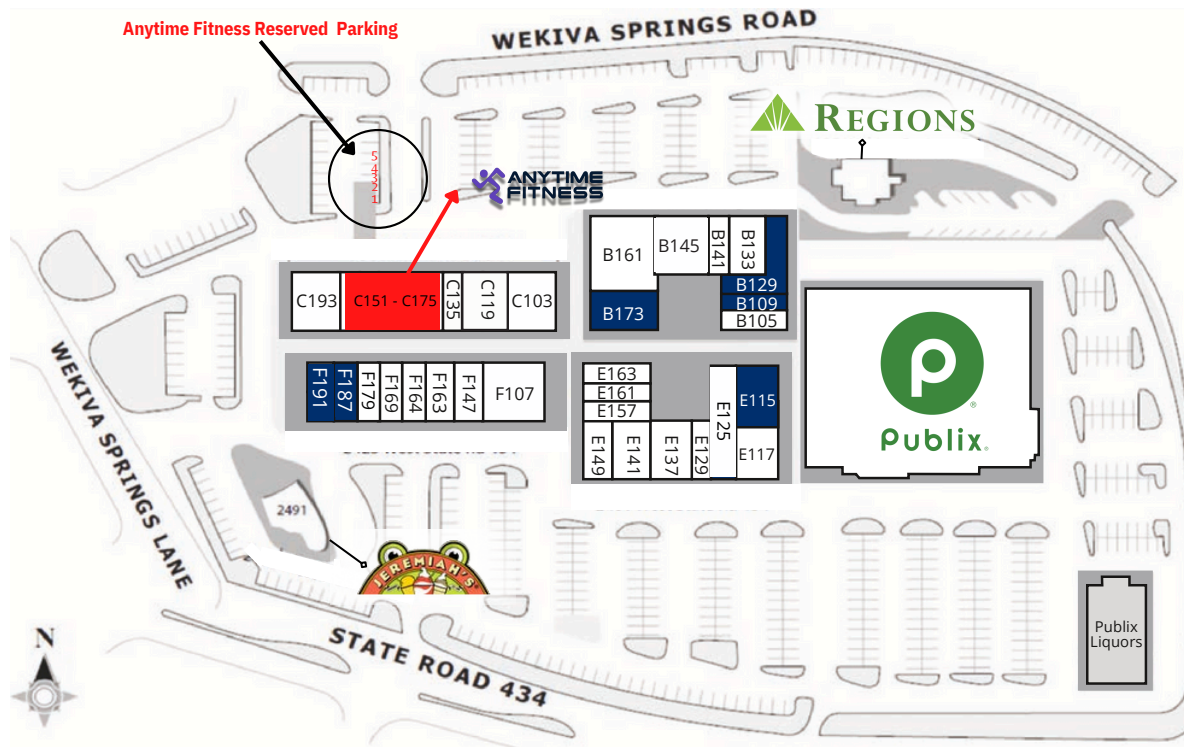 Anytime Fitness Reserved Parking
WEKIVA SPRINGS ROAD
REGIONS
5
4
3
2
1
ANYTIME
FITNESS
B161
B145
B141
B133
B129
B109
B105
B173
C193
C151 - C175
C135
C119
C103
F191
F187
F179
F169
F164
F163
F147
F107
E163
E161
E157
E149
E141
E137
E129
E125
E115
E117
Publix
WEKIVA SPRINGS LANE
2491
JEREMIAH'S
STATE ROAD 434
Publix
Liquors
N